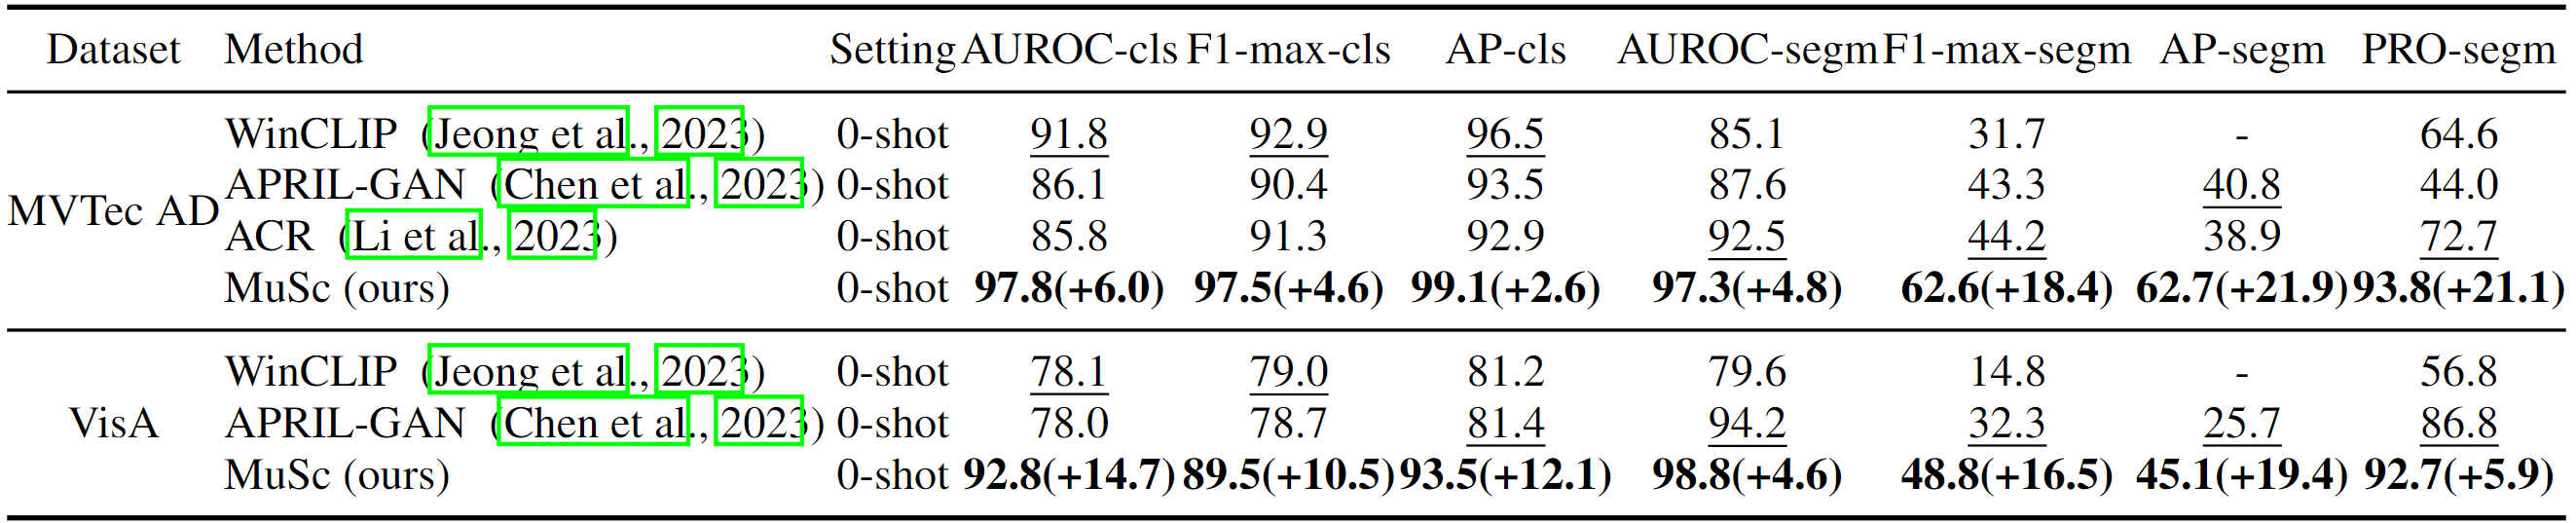 Dataset Method Setting AUROC-cls F1-max-cls AP-cls AUROC-segm F1-max-segm AP-segm PRO-segm
WinCLIP (Jeong et al., 2023) 0-shot 91.8 92.9 96.5 85.1 31.7 - 64.6
APRIL-GAN (Chen et al., 2023) 0-shot 86.1 90.4 93.5 87.6 43.3 40.8 44.0
MVTec AD
ACR (Li et al., 2023) 0-shot 85.8 91.3 92.9 92.5 44.2 38.9 72.7
MuSc (ours) 0-shot 97.8(+6.0) 97.5(+4.6) 99.1(+2.6) 97.3(+4.8) 62.6(+18.4) 62.7(+21.9) 93.8(+21.1)
WinCLIP (Jeong et al., 2023) 0-shot 78.1 79.0 81.2 79.6 14.8 - 56.8
VisA APRIL-GAN (Chen et al., 2023) 0-shot 78.0 78.7 81.4 94.2 32.3 25.7 86.8
MuSc (ours) 0-shot 92.8(+14.7) 89.5(+10.5) 93.5(+12.1) 98.8(+4.6) 48.8(+16.5) 45.1(+19.4) 92.7(+5.9)